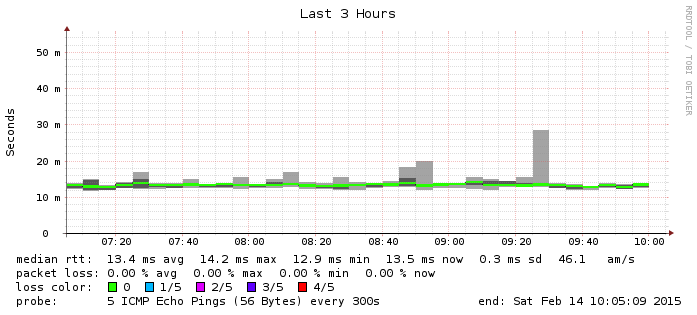 Last 3 Hours
RRDTOOL / TOBI OETIKER
Seconds
50 m
40 m
30 m
20 m
10 m
0
07:20 07:40 08:00 08:20 08:40 09:00 09:20 09:40 10:00
median rtt: 13.4 ms avg 14.2 ms max 12.9 ms min 13.5 ms now 0.3 ms sd 46.1 am/s
packet loss: 0.00 % avg 0.00 % max 0.00 % min 0.00 % now
loss color: 0 1/5 2/5 3/5 4/5
probe: 5 ICMP Echo Pings (56 Bytes) every 300s end: Sat Feb 14 10:05:09 2015